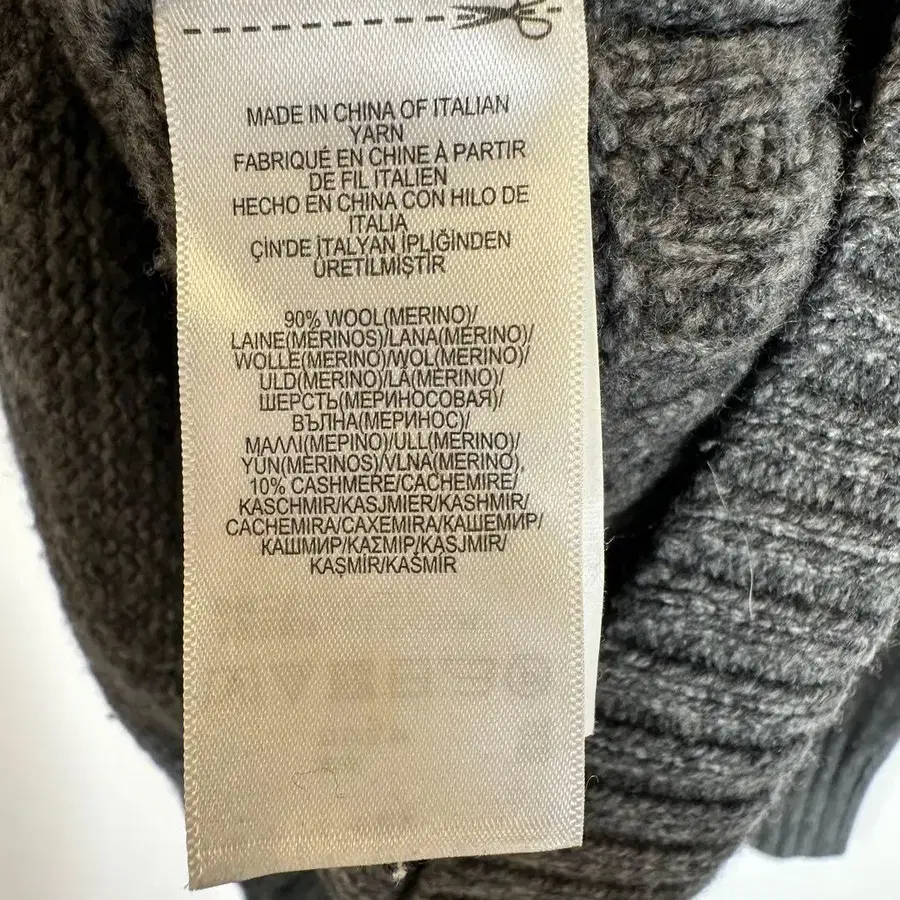 MADE IN CHINA OF ITALIAN
YARN
FABRIQUÉ EN CHINE À PARTIR
DE FIL ITALIEN
HECHO EN CHINA CON HILO DE
ITALIA
ÇİN'DE İTALYAN İPLİĞİNDEN
ÜRETİLMİŞTİR
90% WOOL(MERINO)/
LAINE(MÉRINOS)/LANA(MERINO)/
WOLLE(MERINO)/WOL(MERINO)/
ULD(MERINO)/LÃ(MERINO)/
ШЕРСТЬ(МЕРИНОСОВАЯ)/
ВЪЛНА(МЕРИНОС)/
ΜΑΛΛΙ(ΜΕΡΙΝΟ)/ULL(MERINO)/
YÜN(MERINOS)/VLNA(MERINO),
10% CASHMERE/CACHEMIRE/
KASCHMIR/KASJMIER/KASHMIR/
CACHEMIRA/CAXEMIRA/КАШЕМИР/
КАШМИР/ΚΑΣΜΙΡ/KASJMIR/
KAŞMİR/KAŠMÍR